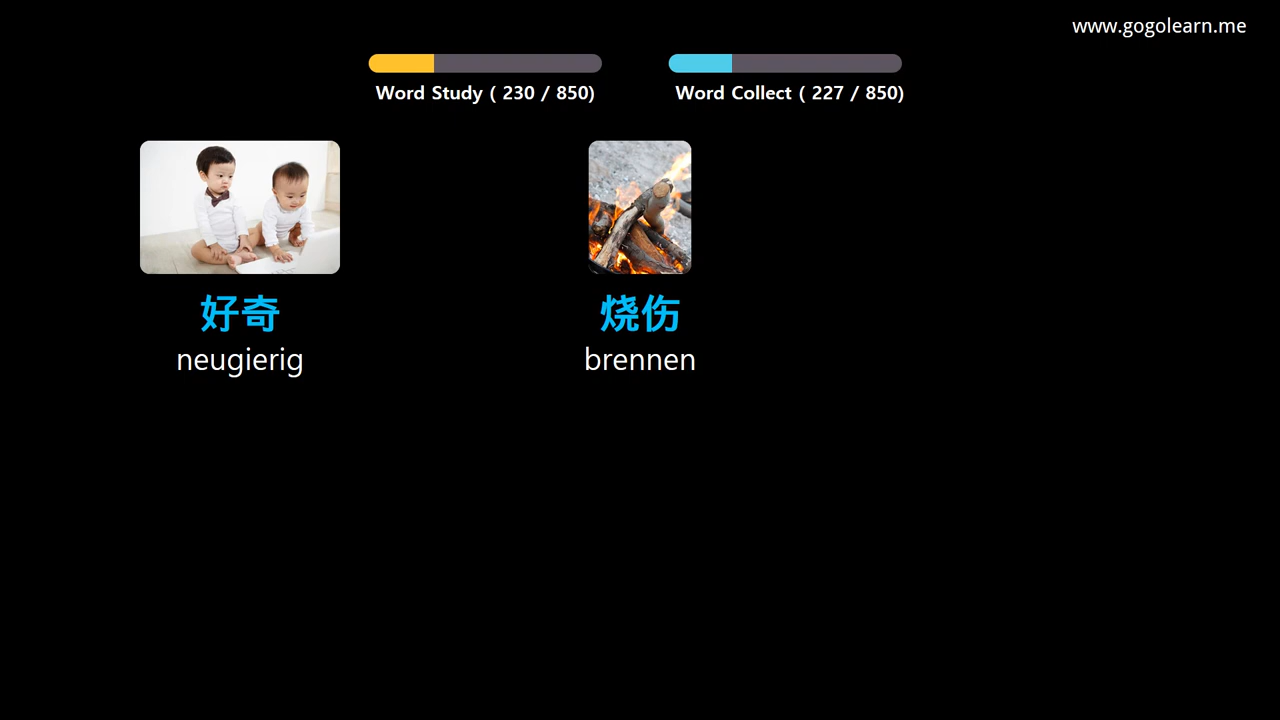 www.gogolearn.me
Word Study ( 230 / 850)
Word Collect ( 227 / 850)
好奇
neugierig
烧伤
brennen